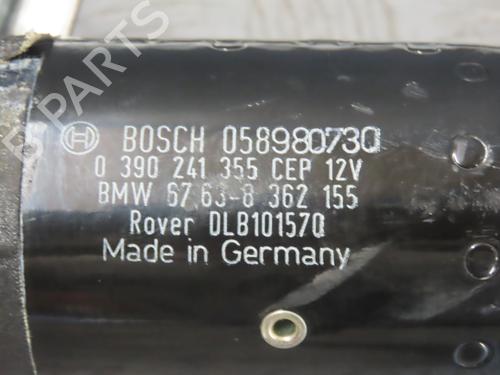 BOSCH 058980730
0 390 241 355 CEP 12V
BMW 67.63-8 362 155
Rover DLB101570
Made in Germany
B-PARTS